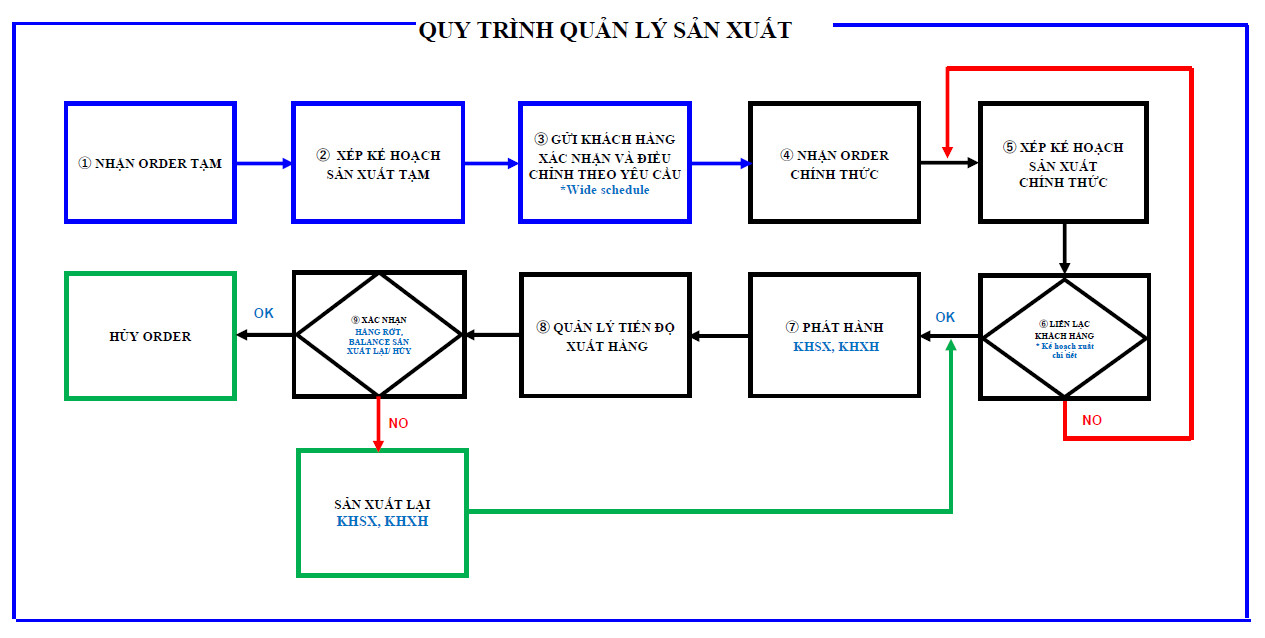 QUY TRÌNH QUẢN LÝ SẢN XUẤT
① NHẬN ORDER TẠM
② XẾP KẾ HOẠCH
SẢN XUẤT TẠM
③ GỬI KHÁCH HÀNG
XÁC NHẬN VÀ ĐIỀU
CHỈNH THEO YÊU CẦU
*Wide schedule
④ NHẬN ORDER
CHÍNH THỨC
⑤ XẾP KẾ HOẠCH
SẢN XUẤT
CHÍNH THỨC
⑥ LIÊN LẠC
KHÁCH HÀNG
* Kế hoạch xuất
chi tiết
NO
OK
⑦ PHÁT HÀNH
KHSX, KHXH
⑧ QUẢN LÝ TIẾN ĐỘ
XUẤT HÀNG
⑨ XÁC NHẬN
HÀNG RỚT,
BALANCE SẢN
XUẤT LẠI/ HỦY
OK
HỦY ORDER
NO
SẢN XUẤT LẠI
KHSX, KHXH